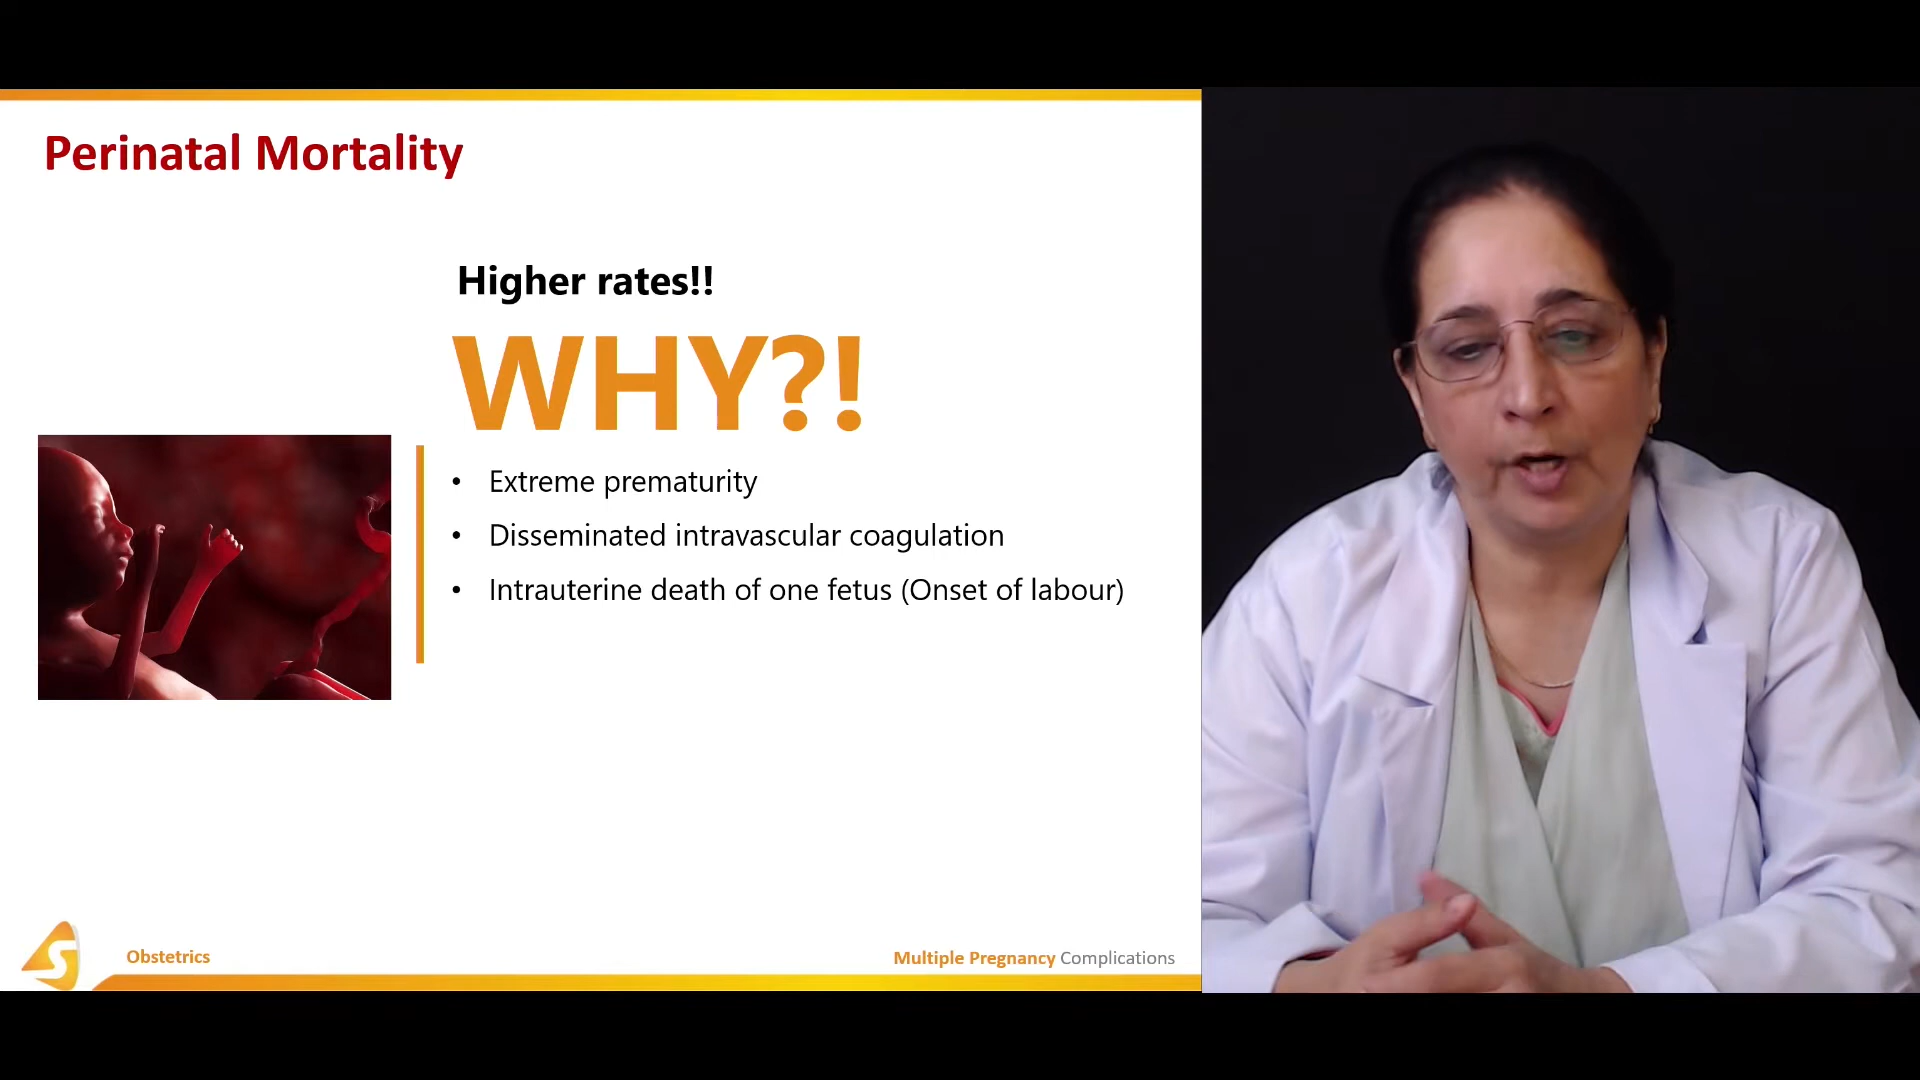 Perinatal Mortality
Higher rates!!
WHY?!
• Extreme prematurity
• Disseminated intravascular coagulation
• Intrauterine death of one fetus (Onset of labour)
S
Obstetrics
Multiple Pregnancy Complications